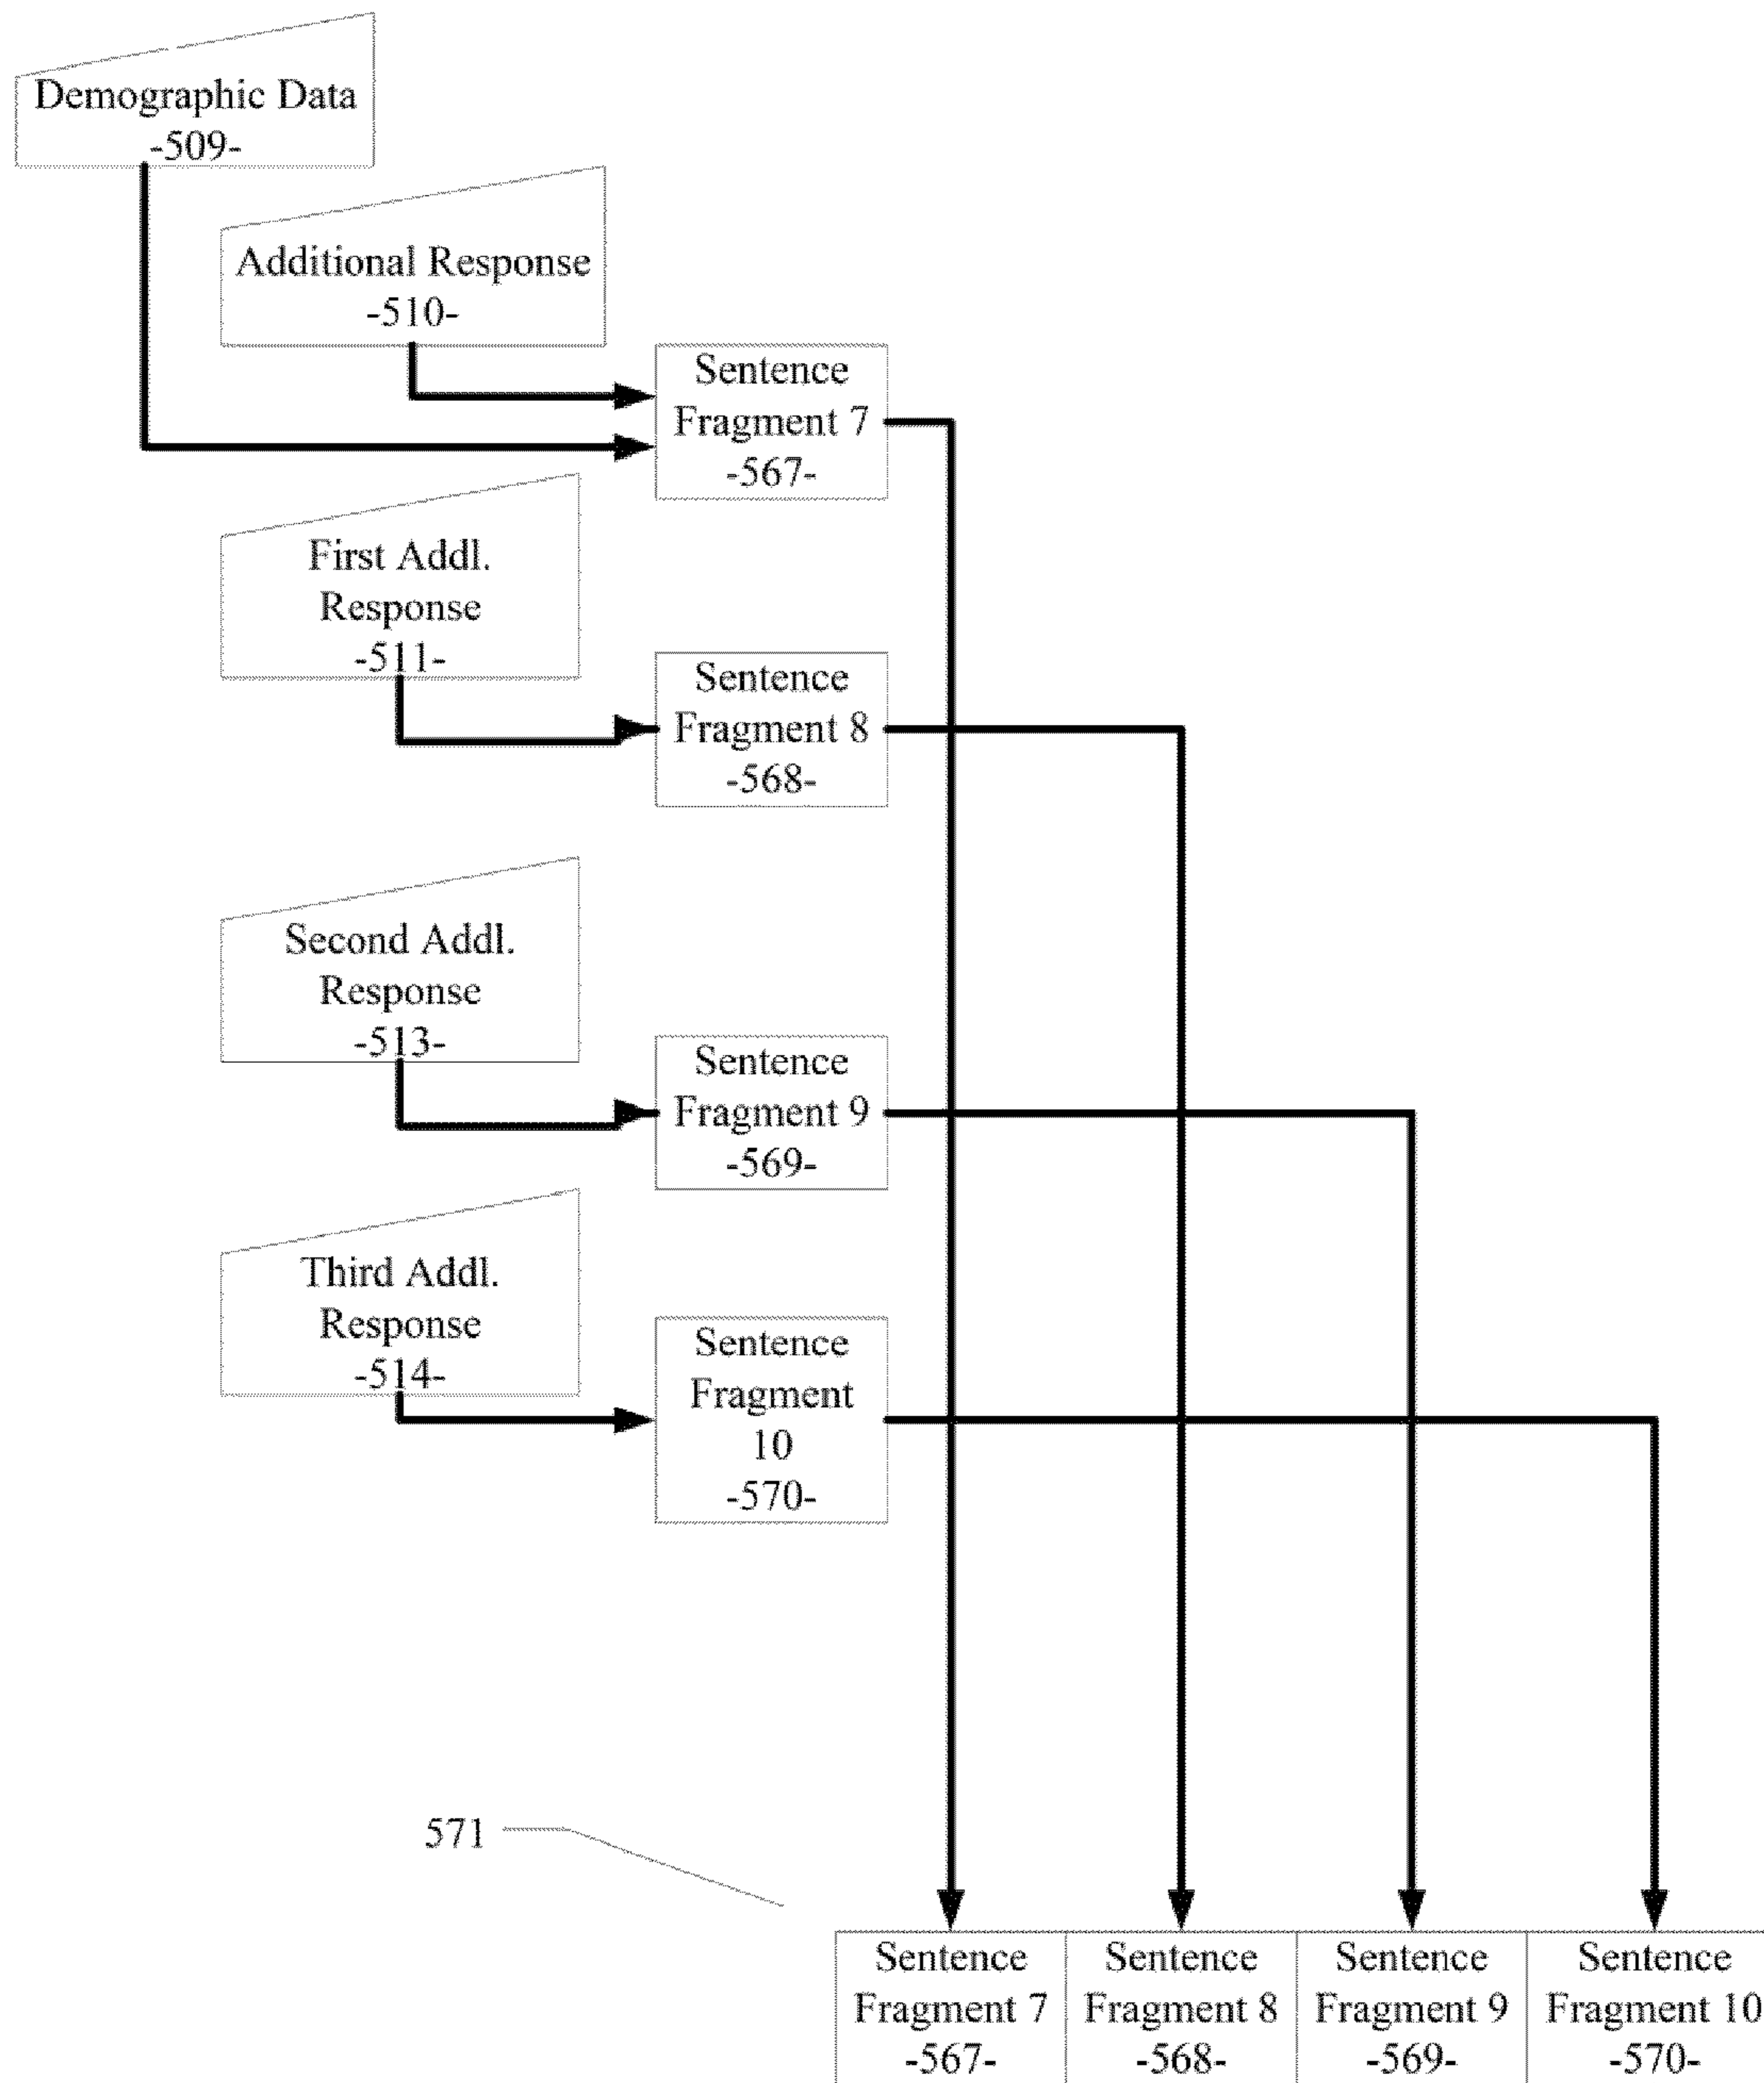 Demographic Data
-509-
Additional Response
-510-
Sentence
Fragment 7
-567-
First Addl.
Response
-511-
Sentence
Fragment 8
-568-
Second Addl.
Response
-513-
Sentence
Fragment 9
-569-
Third Addl.
Response
-514-
Sentence
Fragment
10
-570-
571
Sentence
Fragment 7
-567-
Sentence
Fragment 8
-568-
Sentence
Fragment 9
-569-
Sentence
Fragment 10
-570-